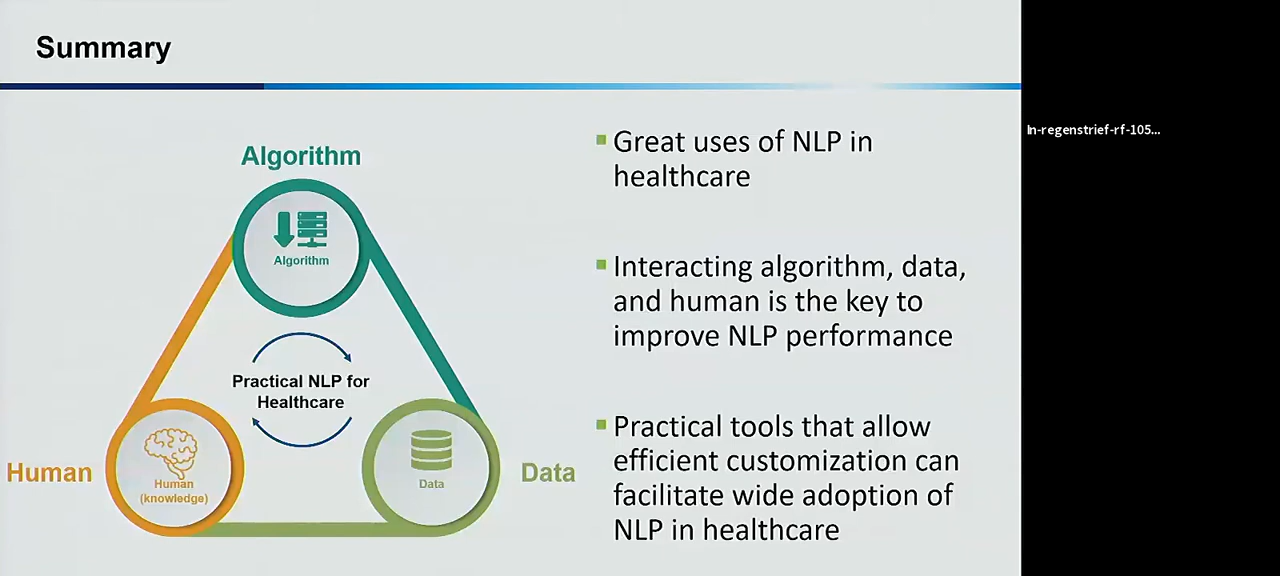 Summary
Algorithm
Algorithm
Practical NLP for
Healthcare
Human
Human
(knowledge)
Data
Data
Great uses of NLP in
healthcare
Interacting algorithm, data,
and human is the key to
improve NLP performance
Practical tools that allow
efficient customization can
facilitate wide adoption of
NLP in healthcare
In-regenstrief-rf-105...